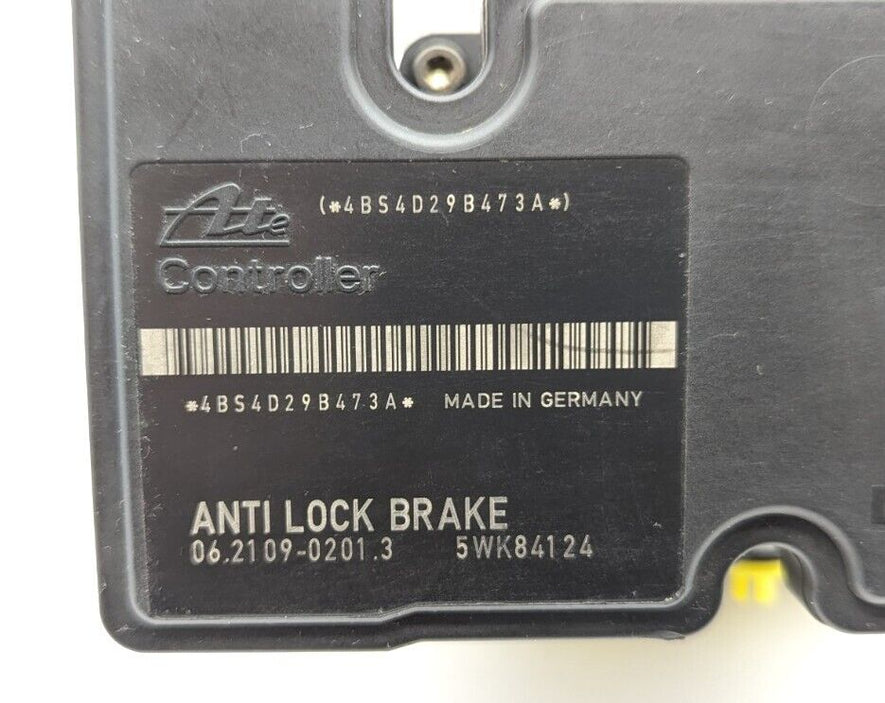 Ate (*4BS4D29B473A*)
Controller
*4BS4D29B473A* MADE IN GERMANY
ANTI LOCK BRAKE
06.2109-0201.3 5WK84124